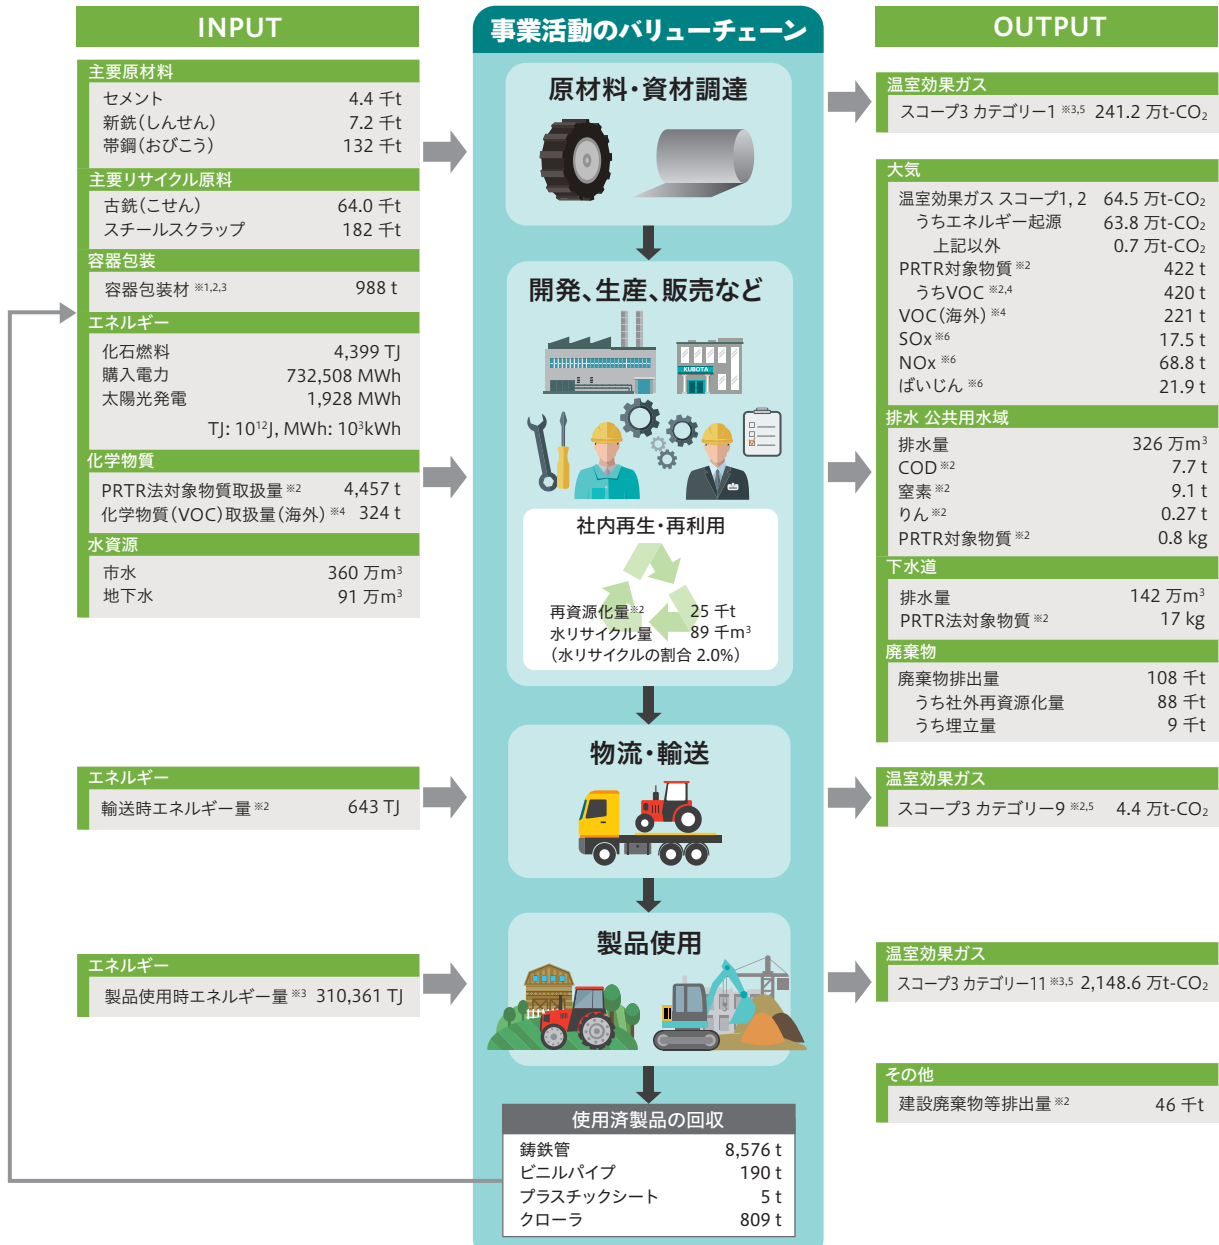 INPUT
主要原材料
セメント 4.4 千t
新銑(しんせん) 7.2 千t
帯鋼(おびこう) 132 千t
主要リサイクル原料
古銑(こせん) 64.0 千t
スチールスクラップ 182 千t
容器包装
容器包装材 ※1,2,3 988 t
エネルギー
化石燃料 4,399 TJ
購入電力 732,508 MWh
太陽光発電 1,928 MWh
TJ: 10¹²J, MWh: 10³kWh
化学物質
PRTR法対象物質取扱量 ※2 4,457 t
化学物質(VOC)取扱量(海外) ※4 324 t
水資源
市水 360 万m³
地下水 91 万m³
エネルギー
輸送時エネルギー量 ※2 643 TJ
エネルギー
製品使用時エネルギー量 ※3 310,361 TJ
事業活動のバリューチェーン
原材料・資材調達
開発、生産、販売など
KUBOTA
社内再生・再利用
再資源化量※2 25 千t
水リサイクル量 89 千m³
(水リサイクルの割合 2.0%)
物流・輸送
製品使用
使用済製品の回収
鋳鉄管 8,576 t
ビニルパイプ 190 t
プラスチックシート 5 t
クローラ 809 t
OUTPUT
温室効果ガス
スコープ3 カテゴリー1 ※3,5 241.2 万t-CO₂
大気
温室効果ガス スコープ1, 2 64.5 万t-CO₂
うちエネルギー起源 63.8 万t-CO₂
上記以外 0.7 万t-CO₂
PRTR対象物質 ※2 422 t
うちVOC ※2,4 420 t
VOC(海外) ※4 221 t
SOx ※6 17.5 t
NOx ※6 68.8 t
ばいじん ※6 21.9 t
排水 公共用水域
排水量 326 万m³
COD ※2 7.7 t
窒素 ※2 9.1 t
りん ※2 0.27 t
PRTR対象物質 ※2 0.8 kg
下水道
排水量 142 万m³
PRTR法対象物質 ※2 17 kg
廃棄物
廃棄物排出量 108 千t
うち社外再資源化量 88 千t
うち埋立量 9 千t
温室効果ガス
スコープ3 カテゴリー9 ※2,5 4.4 万t-CO₂
温室効果ガス
スコープ3 カテゴリー11 ※3,5 2,148.6 万t-CO₂
その他
建設廃棄物等排出量 ※2 46 千t